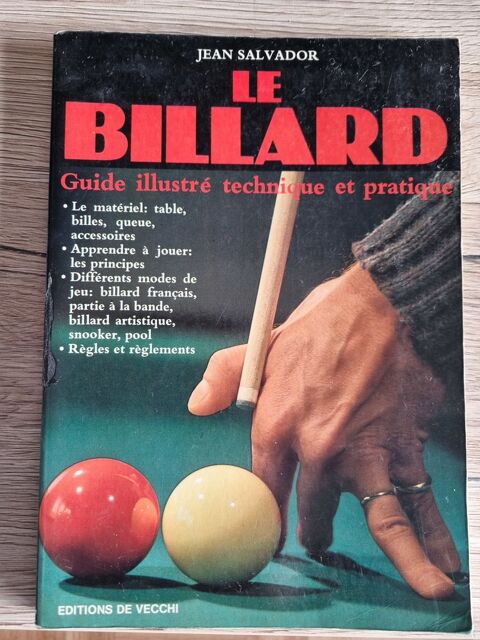 JEAN SALVADOR
LE
BILLARD
Guide illustré technique et pratique
• Le matériel: table,
billes, queue,
accessoires
• Apprendre à jouer:
les principes
• Différents modes de
jeu: billard français,
partie à la bande,
billard artistique,
snooker, pool
• Règles et règlements
EDITIONS DE VECCHI